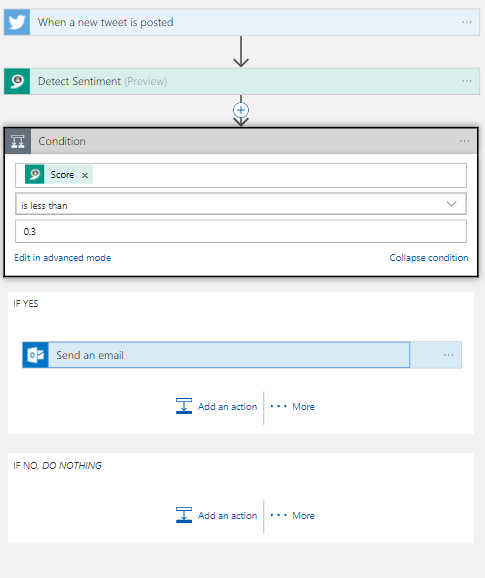 When a new tweet is posted
Detect Sentiment (Preview)
Condition
Score x
is less than
0.3
Edit in advanced mode Collapse condition
IF YES
Send an email
Add an action More
IF NO, DO NOTHING
Add an action More